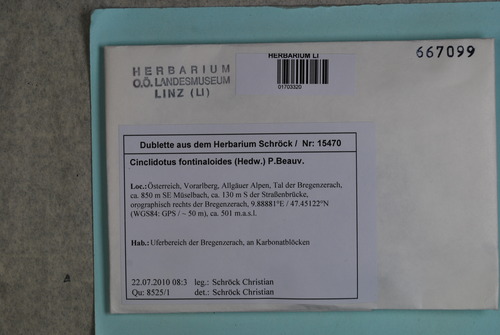 HERBARIUM
O.Ö. LANDESMUSEUM
LINZ (LI)
HERBARIUM LI
01703320
667099
Dublette aus dem Herbarium Schröck / Nr: 15470
Cinclidotus fontinaloides (Hedw.) P.Beauv.
Loc.: Österreich, Vorarlberg, Allgäuer Alpen, Tal der Bregenzerach,
ca. 850 m SE Müselbach, ca. 130 m S der Straßenbrücke,
orographisch rechts der Bregenzerach, 9.88881°E / 47.45122°N
(WGS84: GPS / ~ 50 m), ca. 501 m.a.s.l.
Hab.: Uferbereich der Bregenzerach, an Karbonatblöcken
22.07.2010 08:3 leg.: Schröck Christian
Qu: 8525/1 det.: Schröck Christian